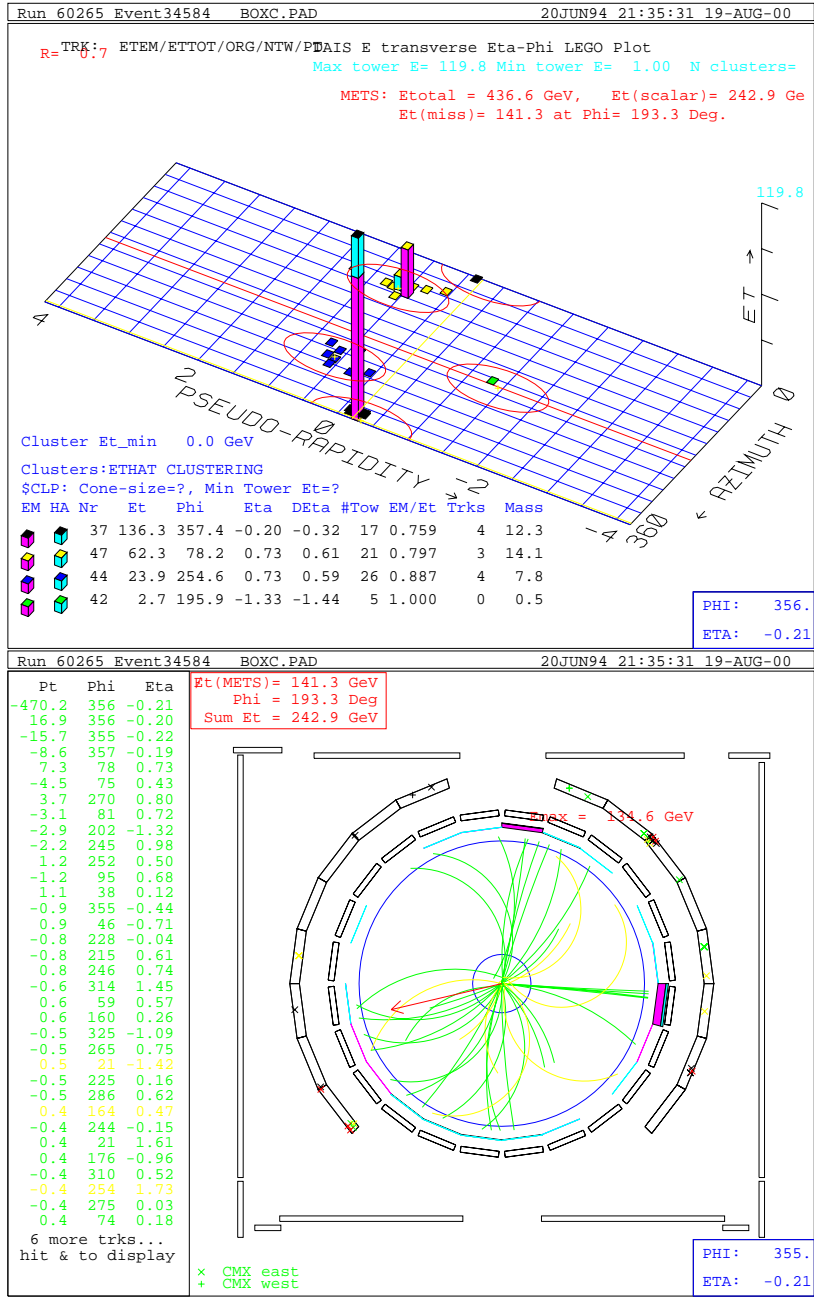 Run 60265 Event34584 BOXC.PAD 20JUN94 21:35:31 19-AUG-00
TRK: ETEM/ETTOT/ORG/NTW/PT
DAIS E transverse Eta-Phi LEGO Plot
R= 0.7
Max tower E= 119.8 Min tower E= 1.00 N clusters=
METS: Etotal = 436.6 GeV, Et(scalar)= 242.9 Ge
Et(miss)= 141.3 at Phi= 193.3 Deg.
119.8
ET →
4 2 0 -2 -4
PSEUDO-RAPIDITY →
0
← AZIMUTH
360
Cluster Et_min 0.0 GeV
Clusters:ETHAT CLUSTERING
$CLP: Cone-size=?, Min Tower Et=?
EM HA Nr Et Phi Eta DEta #Tow EM/Et Trks Mass
37 136.3 357.4 -0.20 -0.32 17 0.759 4 12.3
47 62.3 78.2 0.73 0.61 21 0.797 3 14.1
44 23.9 254.6 0.73 0.59 26 0.887 4 7.8
42 2.7 195.9 -1.33 -1.44 5 1.000 0 0.5
PHI: 356.
ETA: -0.21
Run 60265 Event34584 BOXC.PAD 20JUN94 21:35:31 19-AUG-00
Pt Phi Eta
-470.2 356 -0.21
16.9 356 -0.20
-15.7 355 -0.22
-8.6 357 -0.19
7.3 78 0.73
-4.5 75 0.43
3.7 270 0.80
-3.1 81 0.72
-2.9 202 -1.32
-2.2 245 0.98
1.2 252 0.50
-1.2 95 0.68
1.1 38 0.12
-0.9 355 -0.44
0.9 46 -0.71
-0.8 228 -0.04
-0.8 215 0.61
0.8 246 0.74
-0.6 314 1.45
0.6 59 0.57
0.6 160 0.26
-0.5 325 -1.09
-0.5 265 0.75
0.5 21 -1.42
-0.5 225 0.16
-0.5 286 0.62
0.4 164 0.47
-0.4 244 -0.15
0.4 21 1.61
0.4 176 -0.96
-0.4 310 0.52
-0.4 254 1.73
-0.4 275 0.03
0.4 74 0.18
6 more trks...
hit & to display
Et(METS)= 141.3 GeV
Phi = 193.3 Deg
Sum Et = 242.9 GeV
Emax = 134.6 GeV
× CMX east
+ CMX west
PHI: 355.
ETA: -0.21